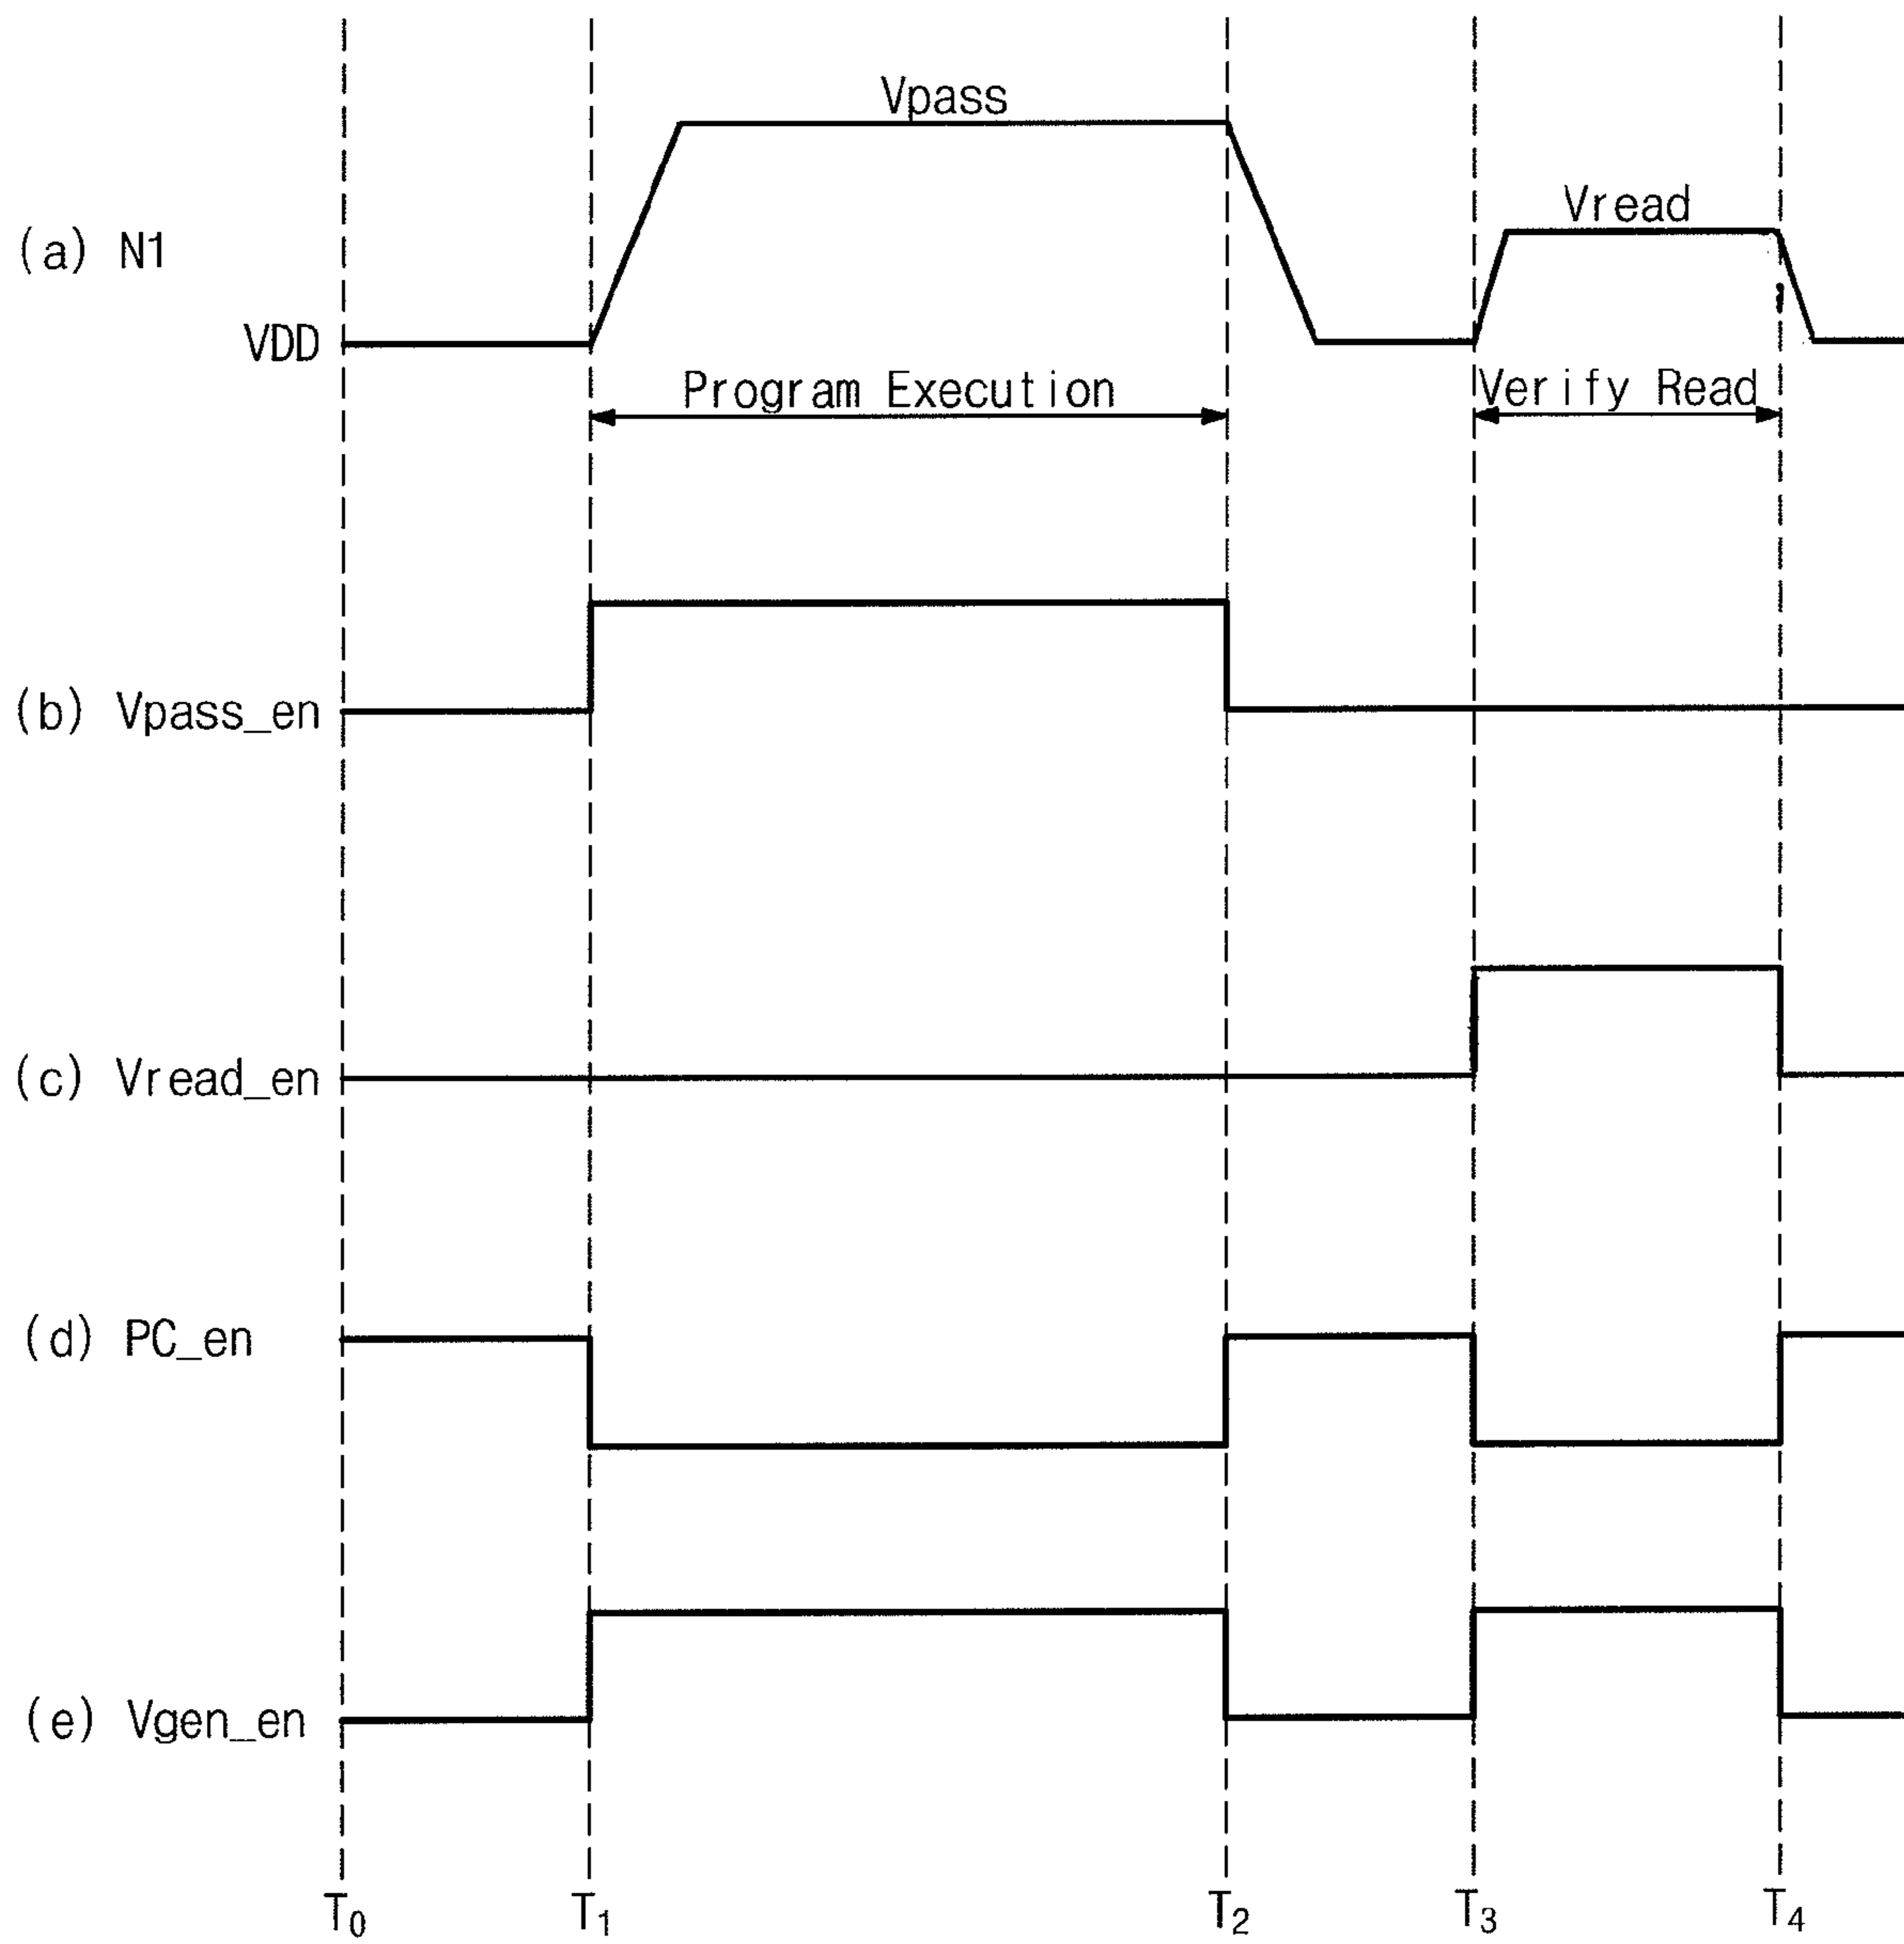 Vpass
Vread
(a) N1
VDD
Program Execution
Verify Read
(b) Vpass_en
(c) Vread_en
(d) PC_en
(e) Vgen_en
T0 T1 T2 T3 T4